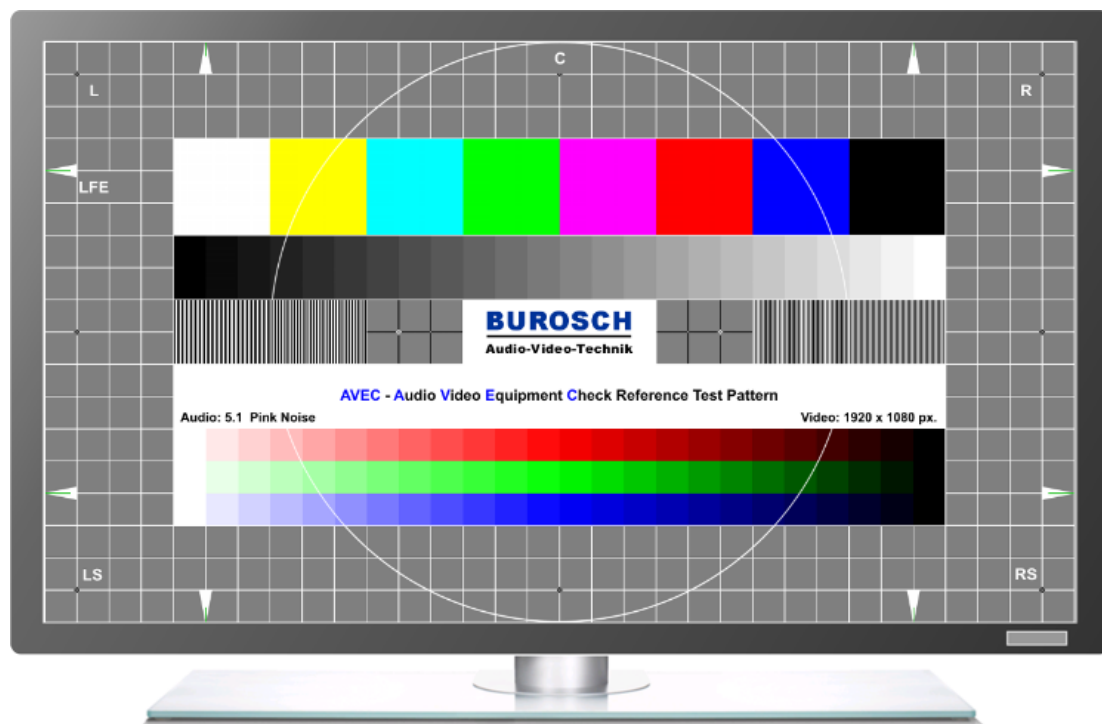 C
L
R
LFE
BUROSCH
Audio-Video-Technik
AVEC - Audio Video Equipment Check Reference Test Pattern
Audio: 5.1 Pink Noise
Video: 1920 x 1080 px.
LS
RS